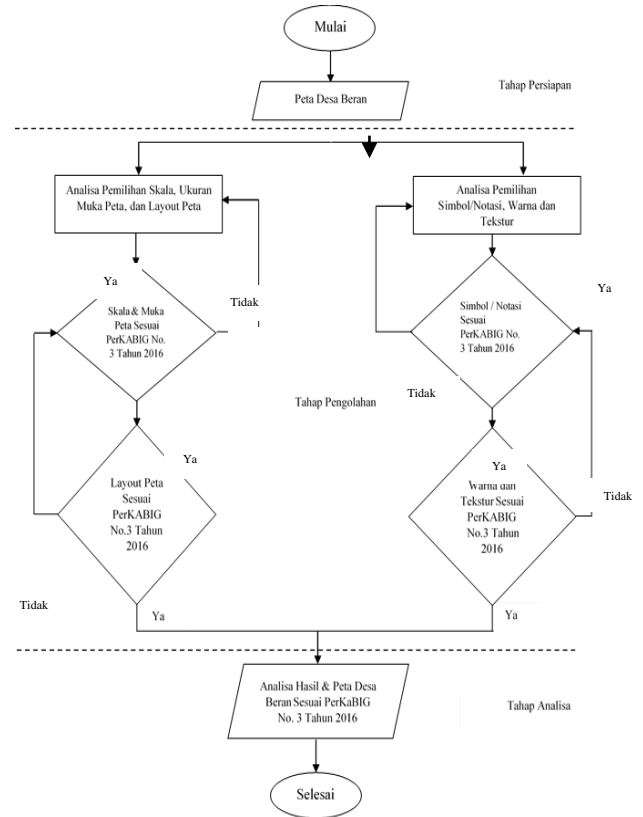 Mulai
Tahap Persiapan
Peta Desa Beran
Analisa Pemilihan Skala, Ukuran
Muka Peta, dan Layout Peta
Analisa Pemilihan
Simbol/Notasi, Warna dan
Tekstur
Ya
Skala & Muka
Peta Sesuai
PerKABIG No.
3 Tahun 2016
Tidak
Simbol / Notasi
Sesuai
PerKABIG No.
3 Tahun 2016
Ya
Tahap Pengolahan
Tidak
Ya
Layout Peta
Sesuai
PerKABIG
No.3 Tahun
2016
Ya
Warna dan
Tekstur Sesuai
PerKABIG
No.3 Tahun
2016
Tidak
Tidak
Ya
Ya
Analisa Hasil & Peta Desa
Beran Sesuai PerKaBIG
No. 3 Tahun 2016
Tahap Analisa
Selesai